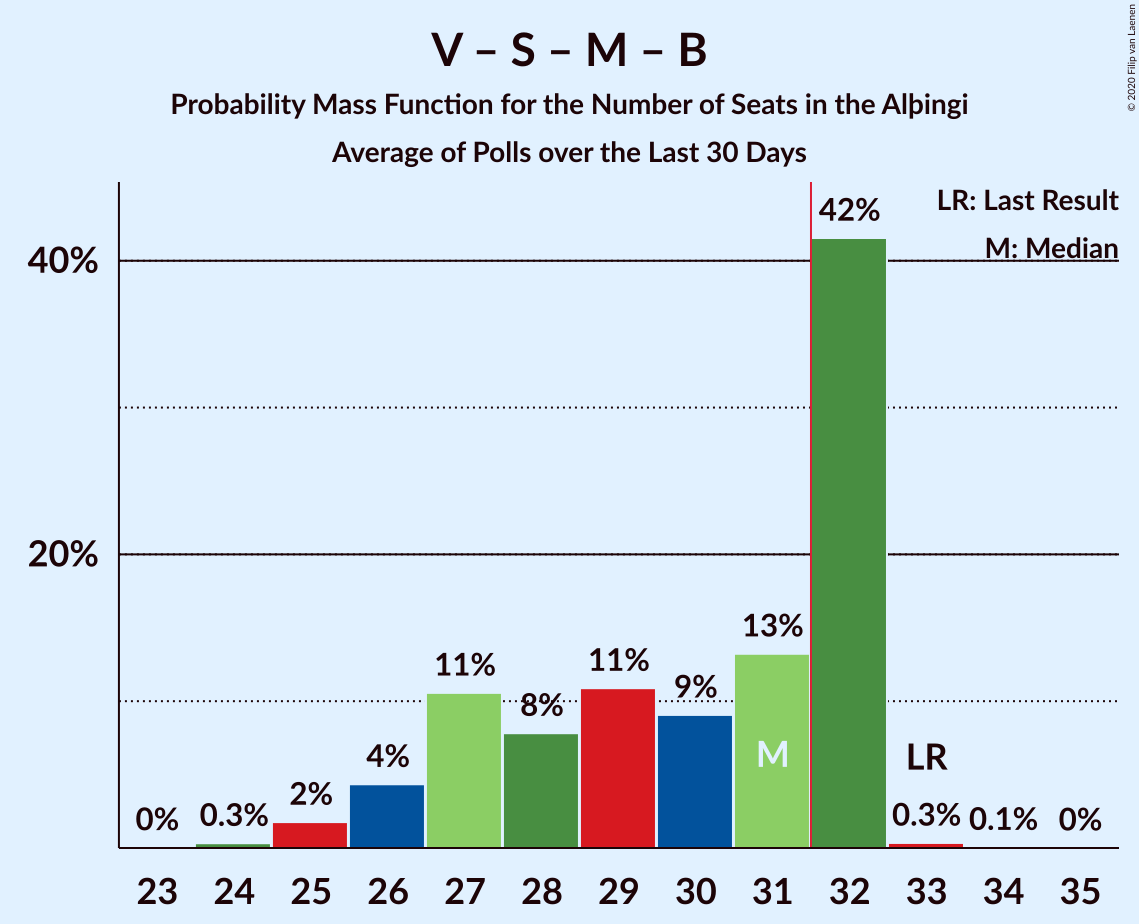 V – S – M – B
Probability Mass Function for the Number of Seats in the Alþingi
Average of Polls over the Last 30 Days
© 2020 Filip van Laenen
LR: Last Result
M: Median
40%
20%
0%
0.3%
2%
4%
11%
8%
11%
9%
13%
42%
0.3%
0.1%
0%
M
LR
23 24 25 26 27 28 29 30 31 32 33 34 35